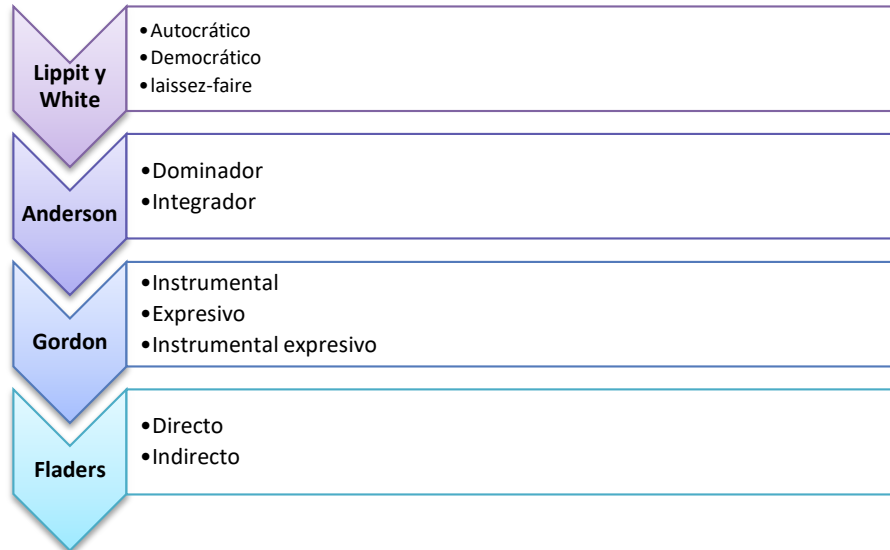 Lippit y
White
•Autocrático
•Democrático
•laissez-faire
Anderson
•Dominador
•Integrador
Gordon
•Instrumental
•Expresivo
•Instrumental expresivo
Fladers
•Directo
•Indirecto